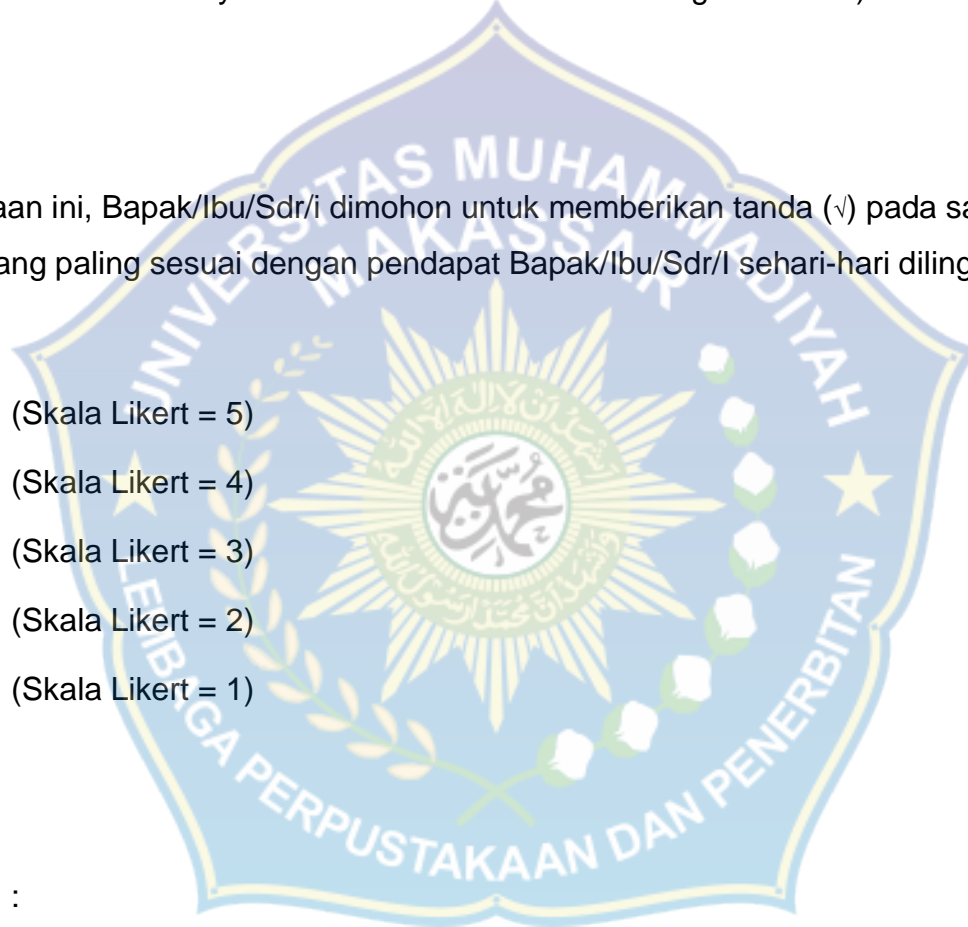 UNIVERSITAS MUHAMMADIYAH
MAKASSAR
aan ini, Bapak/Ibu/Sdr/i dimohon untuk memberikan tanda (√) pada sa
ang paling sesuai dengan pendapat Bapak/Ibu/Sdr/I sehari-hari diling
(Skala Likert = 5)
(Skala Likert = 4)
(Skala Likert = 3)
(Skala Likert = 2)
(Skala Likert = 1)
محمدية
LEMBAGA PERPUSTAKAAN DAN PENERBITAN
: